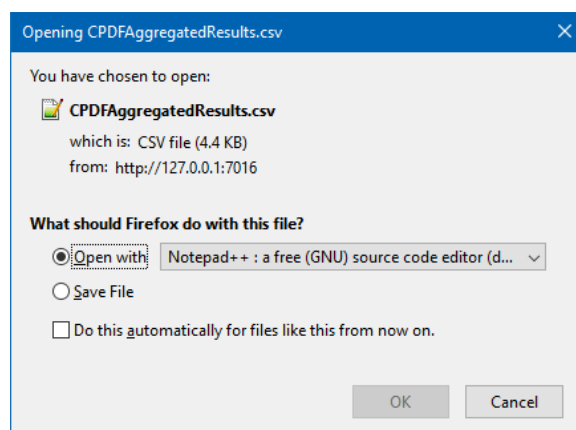 Opening CPDFAggregatedResults.csv
You have chosen to open:
CPDFAggregatedResults.csv
which is: CSV file (4.4 KB)
from: http://127.0.0.1:7016
What should Firefox do with this file?
Open with Notepad++ : a free (GNU) source code editor (d...
Save File
Do this automatically for files like this from now on.
OK Cancel